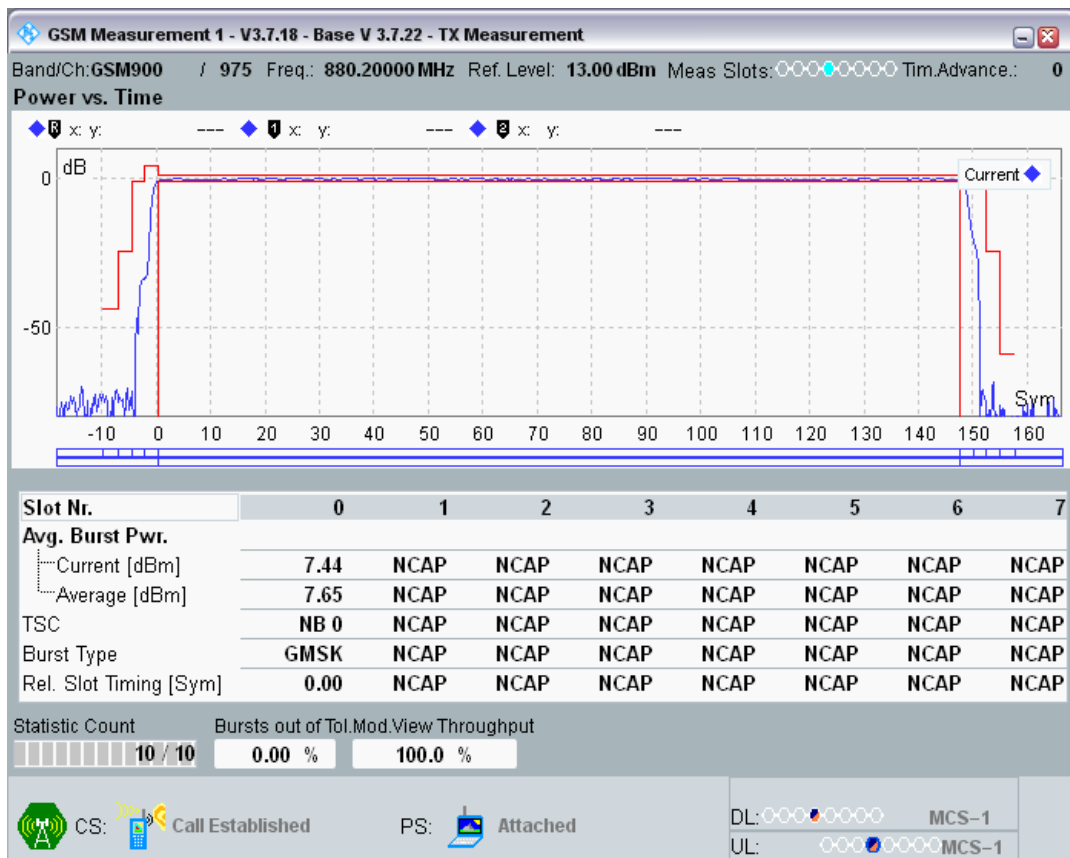 GSM Measurement 1 - V3.7.18 - Base V 3.7.22 - TX Measurement
Band/Ch:GSM900 / 975 Freq.: 880.20000 MHz Ref. Level: 13.00 dBm Meas Slots: Tim.Advance.: 0
Power vs. Time
R x: y: --- 1 x: y: --- 2 x: y: ---
dB
Current
0
-50
Sym
-10 0 10 20 30 40 50 60 70 80 90 100 110 120 130 140 150 160
Slot Nr. 0 1 2 3 4 5 6 7
Avg. Burst Pwr.
Current [dBm] 7.44 NCAP NCAP NCAP NCAP NCAP NCAP NCAP
Average [dBm] 7.65 NCAP NCAP NCAP NCAP NCAP NCAP NCAP
TSC NB 0 NCAP NCAP NCAP NCAP NCAP NCAP NCAP
Burst Type GMSK NCAP NCAP NCAP NCAP NCAP NCAP NCAP
Rel. Slot Timing [Sym] 0.00 NCAP NCAP NCAP NCAP NCAP NCAP NCAP
Statistic Count Bursts out of Tol.Mod.View Throughput
10 / 10 0.00 % 100.0 %
CS: Call Established PS: Attached
DL: MCS-1
UL: MCS-1